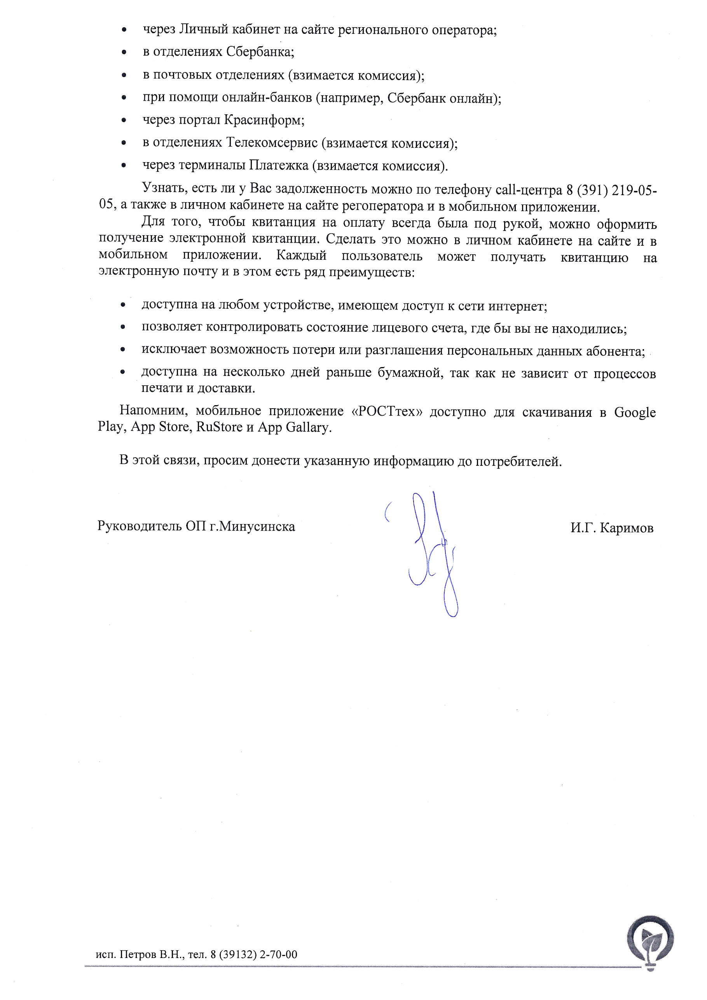 • через Личный кабинет на сайте регионального оператора;
• в отделениях Сбербанка;
• в почтовых отделениях (взимается комиссия);
• при помощи онлайн-банков (например, Сбербанк онлайн);
• через портал Красинформ;
• в отделениях Телекомсервис (взимается комиссия);
• через терминалы Платежка (взимается комиссия).
Узнать, есть ли у Вас задолженность можно по телефону call-центра 8 (391) 219-05-
05, а также в личном кабинете на сайте регоператора и в мобильном приложении.
Для того, чтобы квитанция на оплату всегда была под рукой, можно оформить
получение электронной квитанции. Сделать это можно в личном кабинете на сайте и в
мобильном приложении. Каждый пользователь может получать квитанцию на
электронную почту и в этом есть ряд преимуществ:
• доступна на любом устройстве, имеющем доступ к сети интернет;
• позволяет контролировать состояние лицевого счета, где бы вы не находились;
• исключает возможность потери или разглашения персональных данных абонента;
• доступна на несколько дней раньше бумажной, так как не зависит от процессов
печати и доставки.
Напомним, мобильное приложение «РОСТтех» доступно для скачивания в Google
Play, App Store, RuStore и App Gallary.
В этой связи, просим донести указанную информацию до потребителей.
Руководитель ОП г.Минусинска И.Г. Каримов
исп. Петров В.Н., тел. 8 (39132) 2-70-00